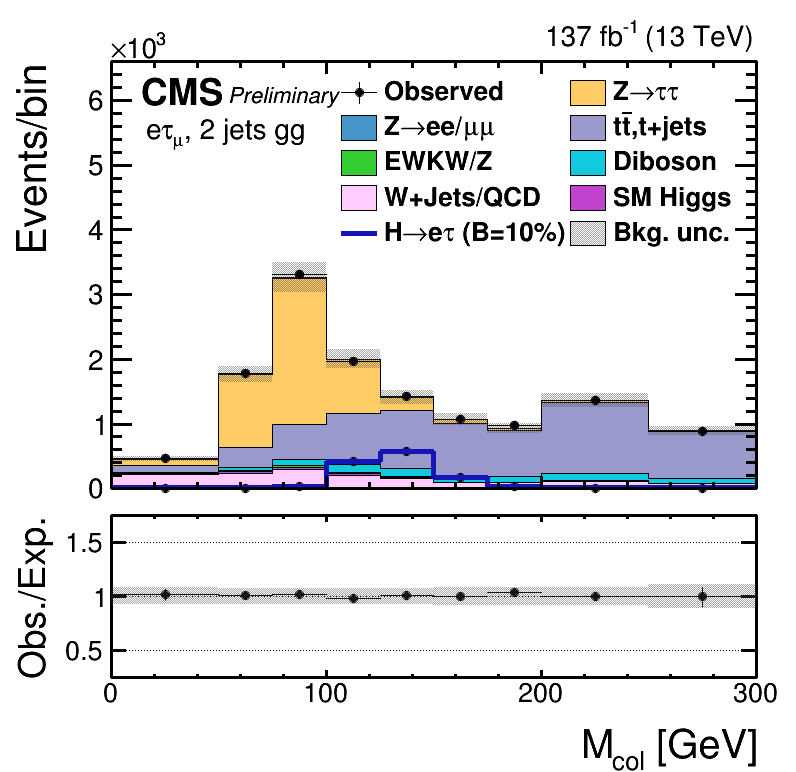 ×10³ 137 fb⁻¹ (13 TeV)
Events/bin
CMS Preliminary
eτμ, 2 jets gg
Observed Z→ττ
Z→ee/μμ tt̄,t+jets
EWKW/Z Diboson
W+Jets/QCD SM Higgs
H→eτ (B=10%) Bkg. unc.
6
5
4
3
2
1
0
Obs./Exp.
1.5
1
0.5
0 100 200 300
M_col [GeV]